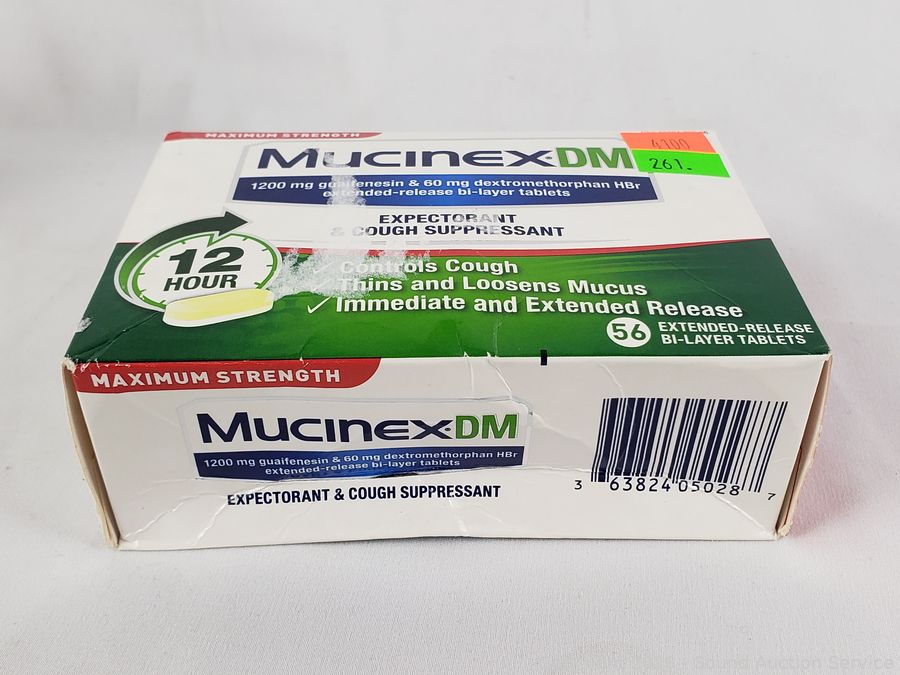 MAXIMUM STRENGTH
MUCINEX·DM
4100
261.
1200 mg guaifenesin & 60 mg dextromethorphan HBr
extended-release bi-layer tablets
EXPECTORANT
& COUGH SUPPRESSANT
12
HOUR
✓ Controls Cough
✓ Thins and Loosens Mucus
✓ Immediate and Extended Release
56 EXTENDED-RELEASE
BI-LAYER TABLETS
MAXIMUM STRENGTH
MUCINEX·DM
1200 mg guaifenesin & 60 mg dextromethorphan HBr
extended-release bi-layer tablets
EXPECTORANT & COUGH SUPPRESSANT
3 63824 05028 7
Sound Auction Service